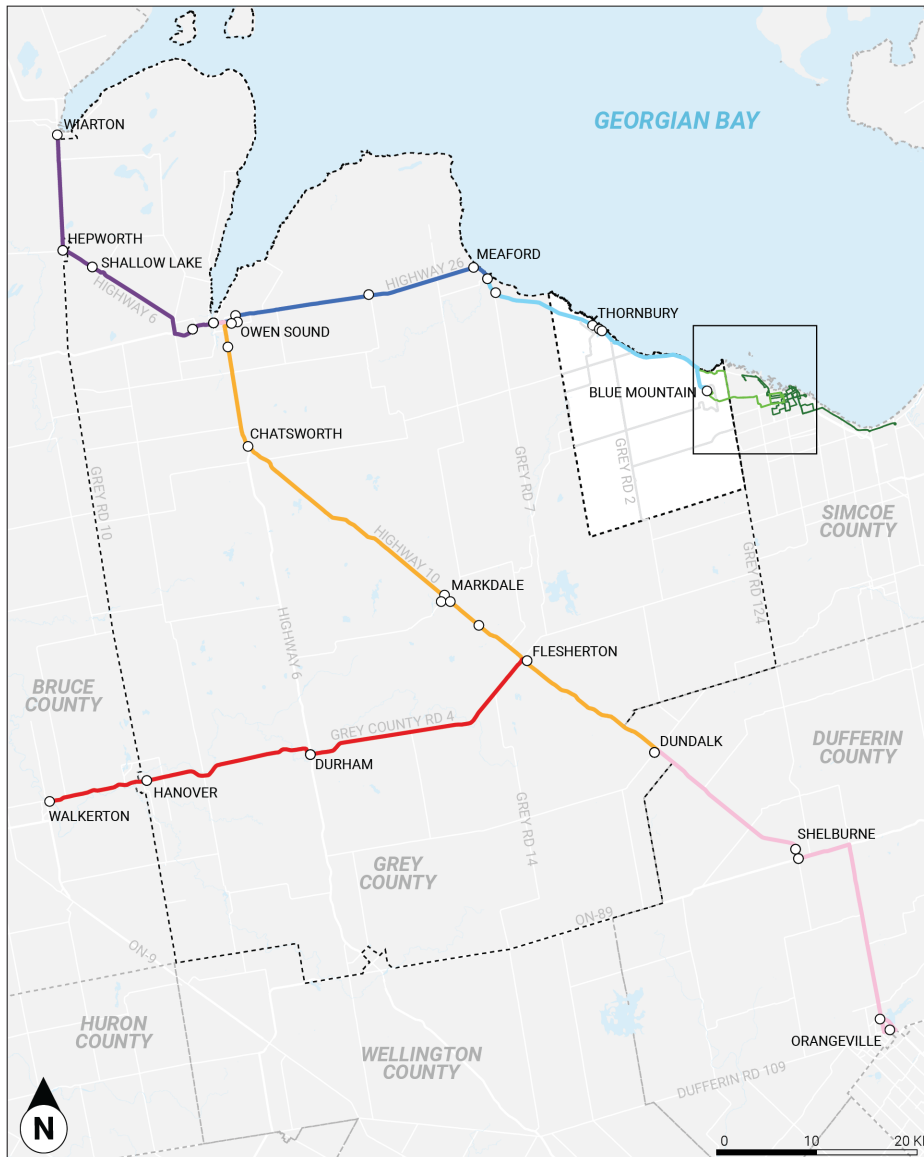 GEORGIAN BAY
WIARTON
HEPWORTH
SHALLOW LAKE
HIGHWAY 6
MEAFORD
HIGHWAY 26
OWEN SOUND
THORNBURY
BLUE MOUNTAIN
CHATSWORTH
GREY RD 10
GREY RD 7
GREY RD 2
SIMCOE
COUNTY
HIGHWAY 10
GREY RD 124
MARKDALE
HIGHWAY 6
FLESHERTON
BRUCE
COUNTY
GREY COUNTY RD 4
DUNDALK
DUFFERIN
COUNTY
DURHAM
HANOVER
WALKERTON
GREY RD 14
SHELBURNE
GREY
COUNTY
ON-89
ON-9
HURON
COUNTY
WELLINGTON
COUNTY
ORANGEVILLE
DUFFERIN RD 109
N
0 10 20 K